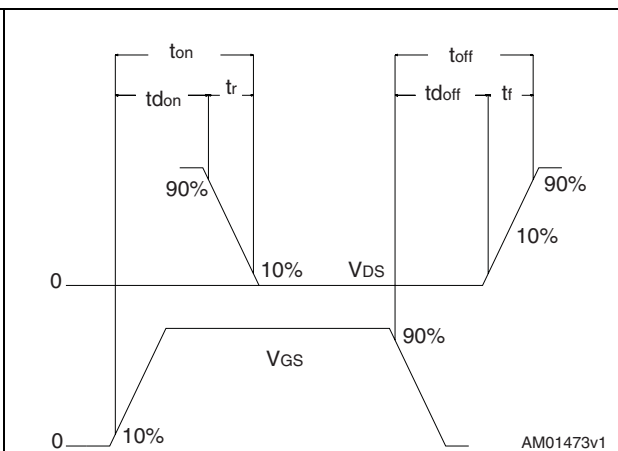 ton toff
tdon tr tdoff tf
90% 90%
10%
0 10% VDS
90%
VGS
0 10%
AM01473v1